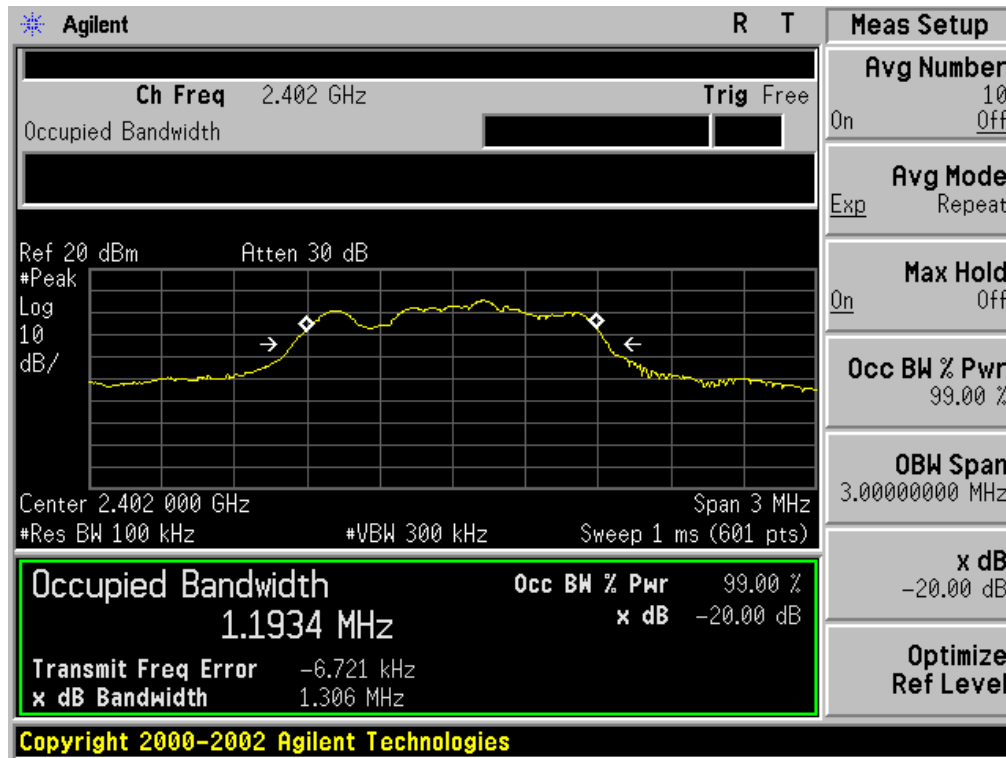 Agilent R T
Ch Freq 2.402 GHz Trig Free
Occupied Bandwidth
Ref 20 dBm Atten 30 dB
#Peak
Log
10
dB/
Center 2.402 000 GHz Span 3 MHz
#Res BW 100 kHz #VBW 300 kHz Sweep 1 ms (601 pts)
Occupied Bandwidth Occ BW % Pwr 99.00 %
1.1934 MHz x dB -20.00 dB
Transmit Freq Error -6.721 kHz
x dB Bandwidth 1.306 MHz
Copyright 2000-2002 Agilent Technologies
Meas Setup
Avg Number
10
On Off
Avg Mode
Exp Repeat
Max Hold
On Off
Occ BW % Pwr
99.00 %
OBW Span
3.00000000 MHz
x dB
-20.00 dB
Optimize
Ref Level